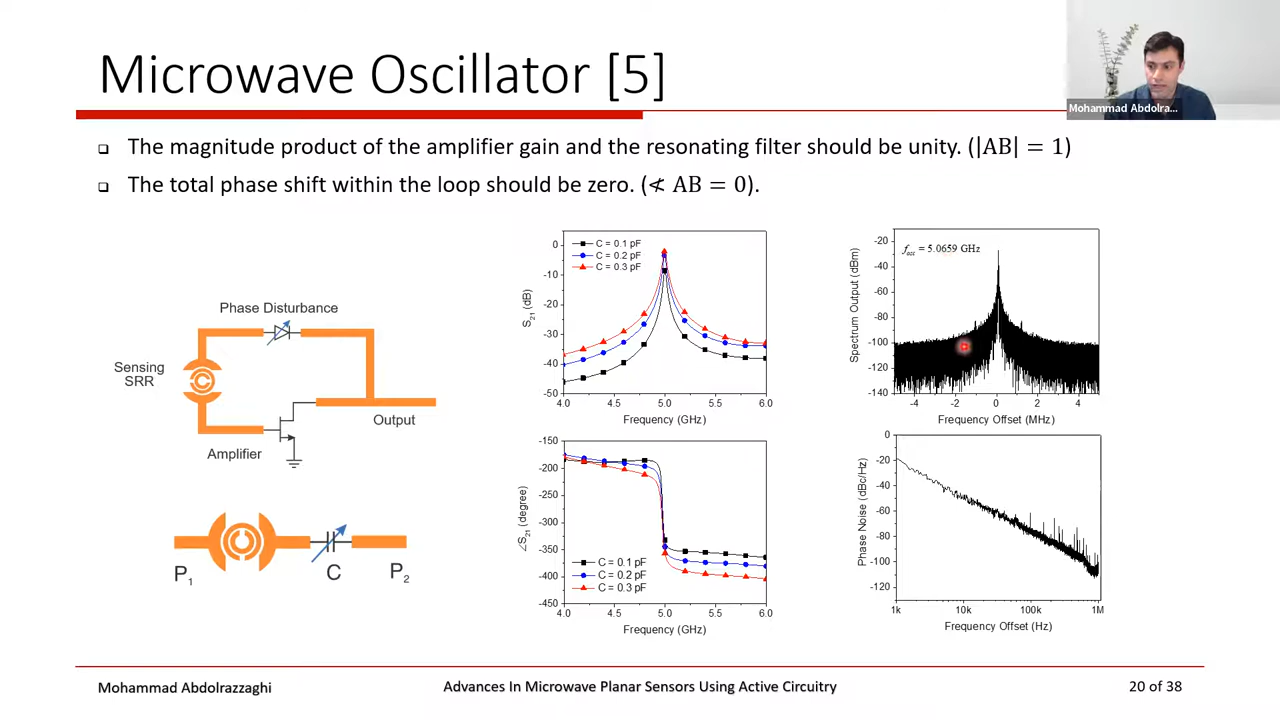 Microwave Oscillator [5]
Mohammad Abdolra...
The magnitude product of the amplifier gain and the resonating filter should be unity. (|AB| = 1)
The total phase shift within the loop should be zero. (∢ AB = 0).
Phase Disturbance
Sensing
SRR
Amplifier
Output
P1
C
P2
C = 0.1 pF
C = 0.2 pF
C = 0.3 pF
S21 (dB)
0
-10
-20
-30
-40
-50
4.0 4.5 5.0 5.5 6.0
Frequency (GHz)
∠S21 (degree)
-150
-200
-250
-300
-350
-400
-450
C = 0.1 pF
C = 0.2 pF
C = 0.3 pF
4.0 4.5 5.0 5.5 6.0
Frequency (GHz)
fosc = 5.0659 GHz
Spectrum Output (dBm)
-20
-40
-60
-80
-100
-120
-140
-4 -2 0 2 4
Frequency Offset (MHz)
Phase Noise (dBc/Hz)
0
-20
-40
-60
-80
-100
-120
1k 10k 100k 1M
Frequency Offset (Hz)
Mohammad Abdolrazzaghi
Advances In Microwave Planar Sensors Using Active Circuitry
20 of 38